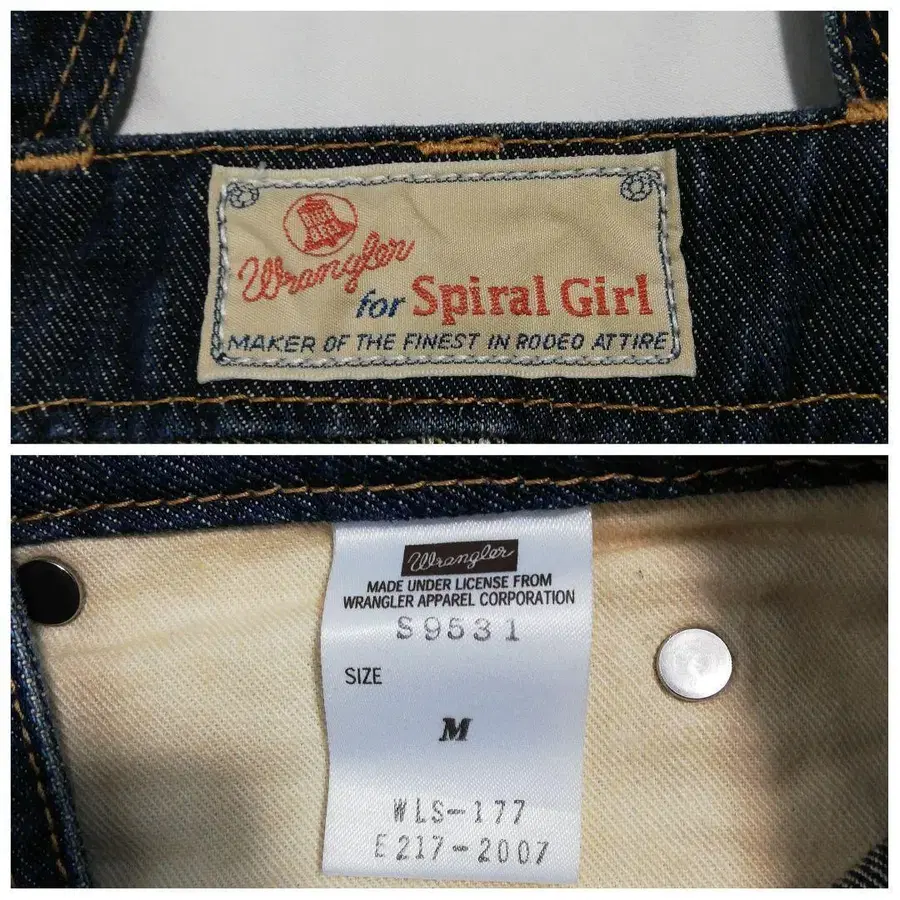 Wrangler
for Spiral Girl
MAKER OF THE FINEST IN RODEO ATTIRE
Wrangler
MADE UNDER LICENSE FROM
WRANGLER APPAREL CORPORATION
S9531
SIZE
M
WLS-177
E217-2007